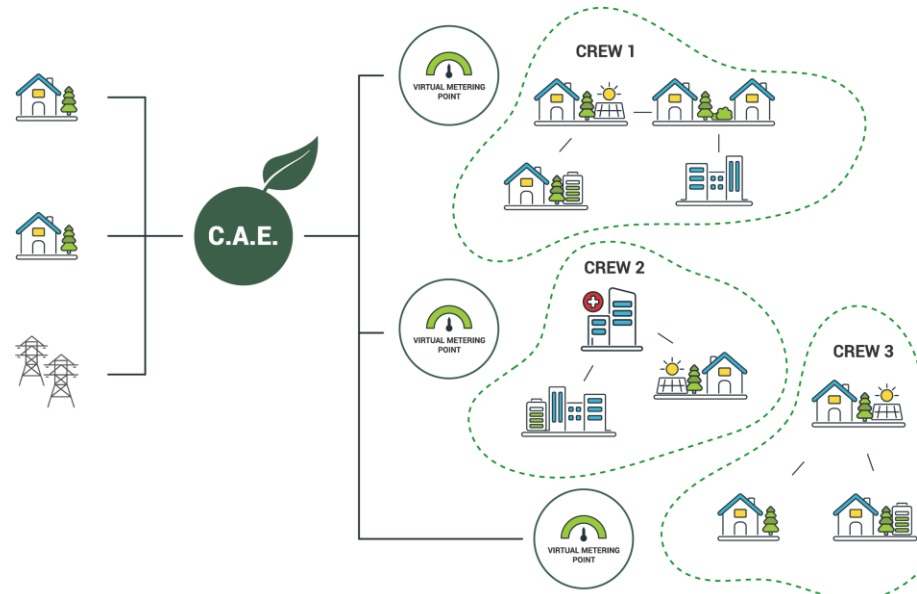 CREW 1
VIRTUAL METERING
POINT
C.A.E.
CREW 2
VIRTUAL METERING
POINT
CREW 3
VIRTUAL METERING
POINT